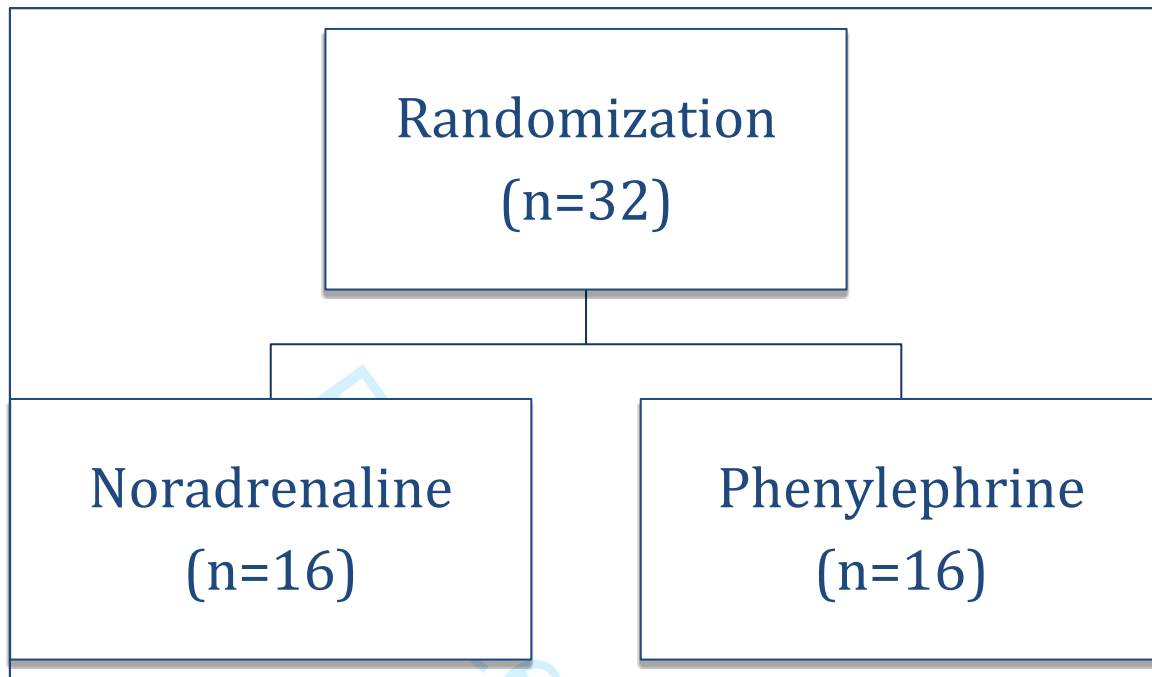 Randomization
(n=32)
Noradrenaline
(n=16)
Phenylephrine
(n=16)